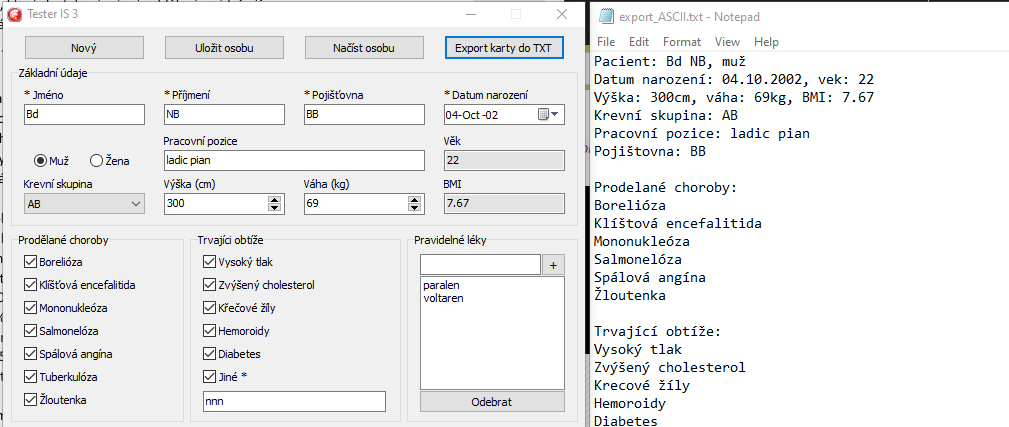 Tester IS 3
Nový
Uložit osobu
Načíst osobu
Export karty do TXT
Základní údaje
* Jméno
* Příjmení
* Pojišťovna
* Datum narození
Bd
NB
BB
04-Oct -02
Pracovní pozice
Věk
Muž
Žena
ladic pian
22
Krevní skupina
Výška (cm)
Váha (kg)
BMI
AB
300
69
7.67
Prodělané choroby
Borelióza
Klíšťová encefalitida
Mononukleóza
Salmonelóza
Spálová angína
Tuberkulóza
Žloutenka
Trvajíci obtíže
Vysoký tlak
Zvýšený cholesterol
Křečové žíly
Hemoroidy
Diabetes
Jiné *
nnn
Pravidelné léky
+
paralen
voltaren
Odebrat
export_ASCII.txt - Notepad
File Edit Format View Help
Pacient: Bd NB, muž
Datum narození: 04.10.2002, vek: 22
Výška: 300cm, váha: 69kg, BMI: 7.67
Krevní skupina: AB
Pracovní pozice: ladic pian
Pojištovna: BB
Prodelané choroby:
Borelióza
Klíštová encefalitida
Mononukleóza
Salmonelóza
Spálová angína
Žloutenka
Trvající obtíže:
Vysoký tlak
Zvýšený cholesterol
Krecové žíly
Hemoroidy
Diabetes